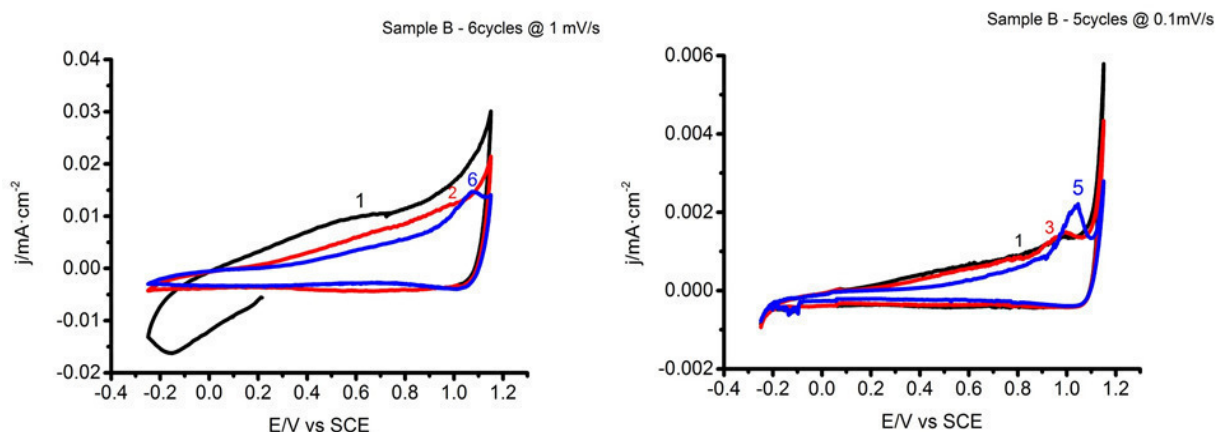 Sample B - 6cycles @ 1 mV/s
0.04
0.03
0.02
0.01
0.00
-0.01
-0.02
j/mA·cm-2
1
2
6
-0.4 -0.2 0.0 0.2 0.4 0.6 0.8 1.0 1.2
E/V vs SCE
Sample B - 5cycles @ 0.1mV/s
0.006
0.004
0.002
0.000
-0.002
j/mA·cm-2
1
3
5
-0.4 -0.2 0.0 0.2 0.4 0.6 0.8 1.0 1.2
E/V vs SCE